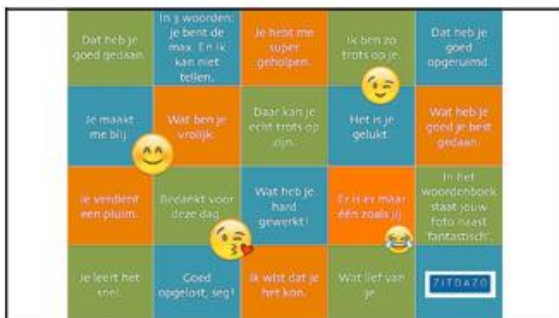 Dat heb je
goed gedaan.
In 3 woorden:
je bent de
max. En ik
kan niet
tellen.
Je hebt me
super
geholpen.
Ik ben zo
trots op je.
Dat heb je
goed
opgeruimd.
Je maakt
me blij
Wat ben je
vrolijk.
Daar kan je
echt trots op
zijn.
Het is je
gelukt.
Wat heb je
goed je best
gedaan.
Je verdient
een pluim.
Bedankt voor
deze dag.
Wat heb je
hard
gewerkt!
Er is er maar
één zoals jij
In het
woordenboek
staat jouw
foto naast
'fantastisch'.
Je leert het
snel.
Goed
opgelost, seg!
Ik wist dat je
het kon.
Wat lief van
je
ZITDAZO